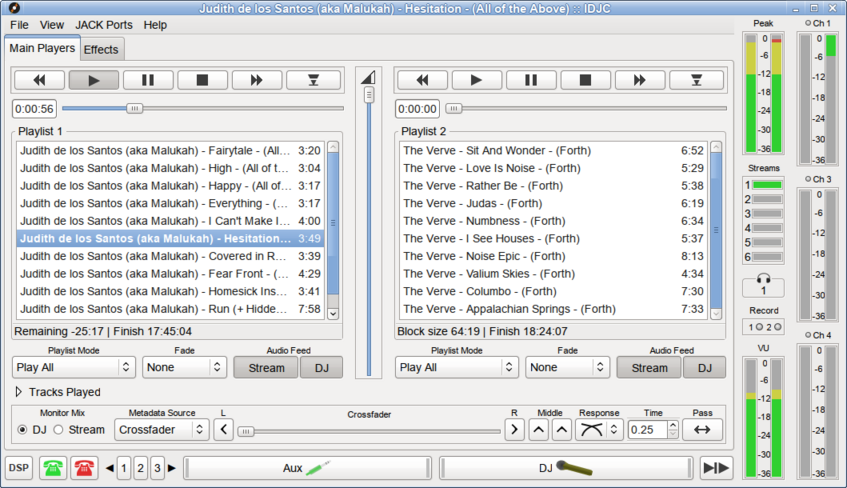 Judith de los Santos (aka Malukah) - Hesitation - (All of the Above) :: IDJC
File View JACK Ports Help
Main Players Effects
0:00:56
0:00:00
Playlist 1
Judith de los Santos (aka Malukah) - Fairytale - (All... 3:20
Judith de los Santos (aka Malukah) - High - (All of t... 3:04
Judith de los Santos (aka Malukah) - Happy - (All of... 3:17
Judith de los Santos (aka Malukah) - Everything - (... 3:17
Judith de los Santos (aka Malukah) - I Can't Make I... 4:00
Judith de los Santos (aka Malukah) - Hesitation... 3:49
Judith de los Santos (aka Malukah) - Covered in R... 3:39
Judith de los Santos (aka Malukah) - Fear Front - (... 4:29
Judith de los Santos (aka Malukah) - Homesick Ins... 3:41
Judith de los Santos (aka Malukah) - Run (+ Hidde... 7:58
Remaining -25:17 | Finish 17:45:04
Playlist Mode Fade Audio Feed
Play All None Stream DJ
Playlist 2
The Verve - Sit And Wonder - (Forth) 6:52
The Verve - Love Is Noise - (Forth) 5:29
The Verve - Rather Be - (Forth) 5:38
The Verve - Judas - (Forth) 6:19
The Verve - Numbness - (Forth) 6:34
The Verve - I See Houses - (Forth) 5:37
The Verve - Noise Epic - (Forth) 8:13
The Verve - Valium Skies - (Forth) 4:34
The Verve - Columbo - (Forth) 7:30
The Verve - Appalachian Springs - (Forth) 7:33
Block size 64:19 | Finish 18:24:07
Playlist Mode Fade Audio Feed
Play All None Stream DJ
Tracks Played
Monitor Mix Metadata Source L Crossfader R Middle Response Time Pass
DJ Stream Crossfader 0.25
DSP 1 2 3 Aux DJ
Peak
0
-6
-12
-18
-24
-30
-36
Streams
1
2
3
4
5
6
1
Record
1 2
VU
0
-6
-12
-18
-24
-30
-36
Ch 1
0
-6
-12
-18
-24
-30
-36
Ch 3
0
-6
-12
-18
-24
-30
-36
Ch 4
0
-6
-12
-18
-24
-30
-36